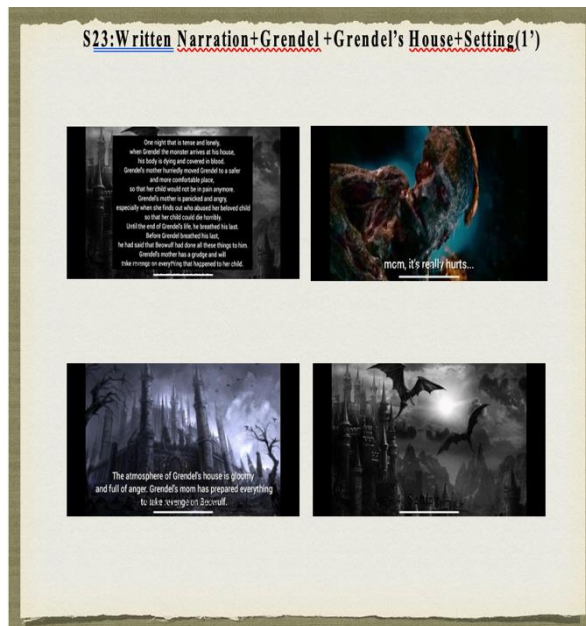 S23:Written Narration+Grendel +Grendel's House+Setting(1')
One night that is tense and lonely,
when Grendel the monster arrives at his house,
his body is dying and covered in blood.
Grendel's mother hurriedly moved Grendel to a safer
and more comfortable place,
so that her child would not be in pain anymore.
Grendel's mother is panicked and angry,
especially when she finds out who abused her beloved child
so that her child could die horribly.
Until the end of Grendel's life, he breathed his last.
Before Grendel breathed his last,
he had said that Beowulf had done all these things to him.
Grendel's mother has a grudge and will
take revenge on everything that happened to her child.
mom, it's really hurts...
The atmosphere of Grendel's house is gloomy
and full of anger. Grendel's mom has prepared everything
to take revenge on Beowulf.